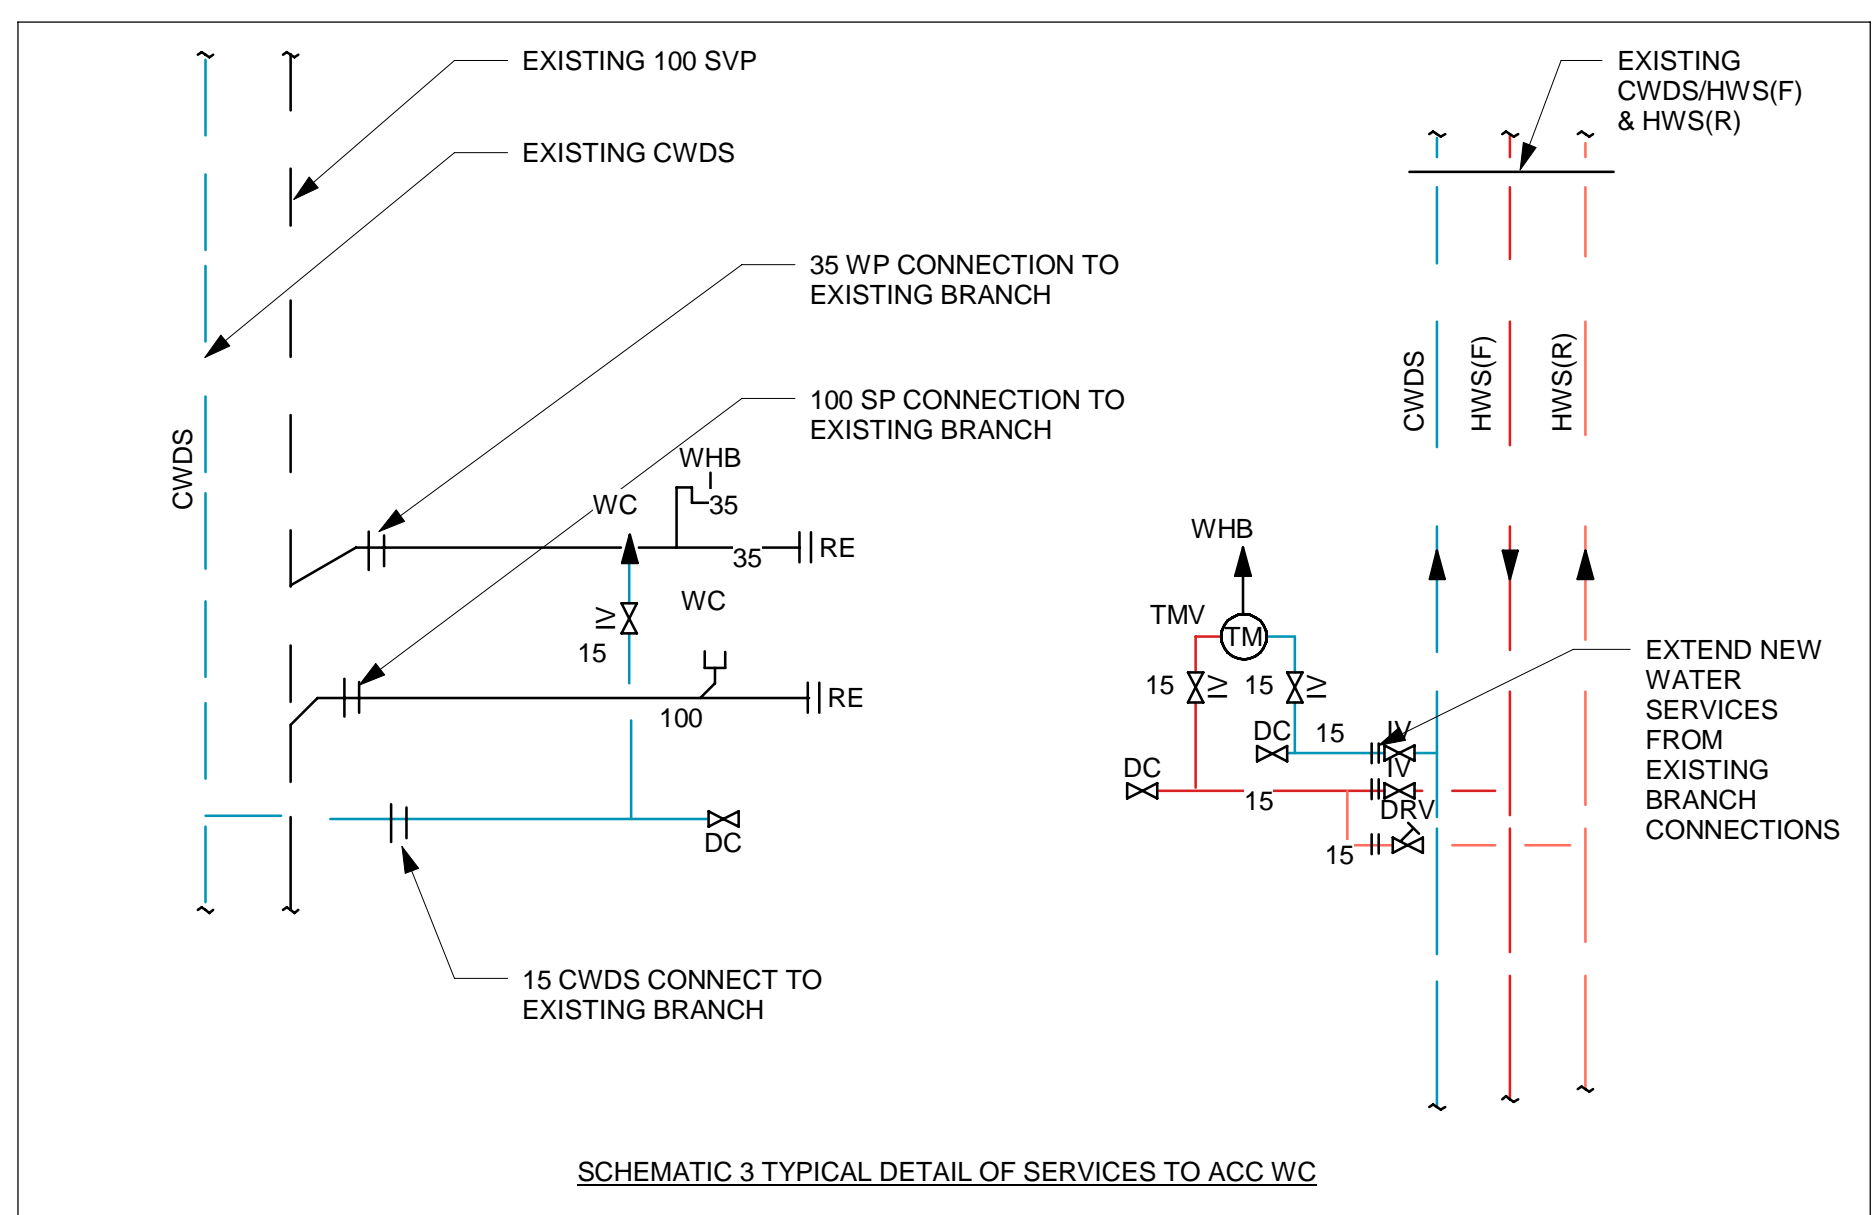 EXISTING 100 SVP
EXISTING CWDS
35 WP CONNECTION TO
EXISTING BRANCH
100 SP CONNECTION TO
EXISTING BRANCH
CWDS
WHB
35
WC
35
RE
WC
IV
15
100
RE
DC
15 CWDS CONNECT TO
EXISTING BRANCH
EXISTING
CWDS/HWS(F)
& HWS(R)
CWDS
HWS(F)
HWS(R)
WHB
TMV
TM
15
IV
15
IV
DC
15
IV
DC
15
IV
DRV
15
EXTEND NEW
WATER
SERVICES
FROM
EXISTING
BRANCH
CONNECTIONS
SCHEMATIC 3 TYPICAL DETAIL OF SERVICES TO ACC WC